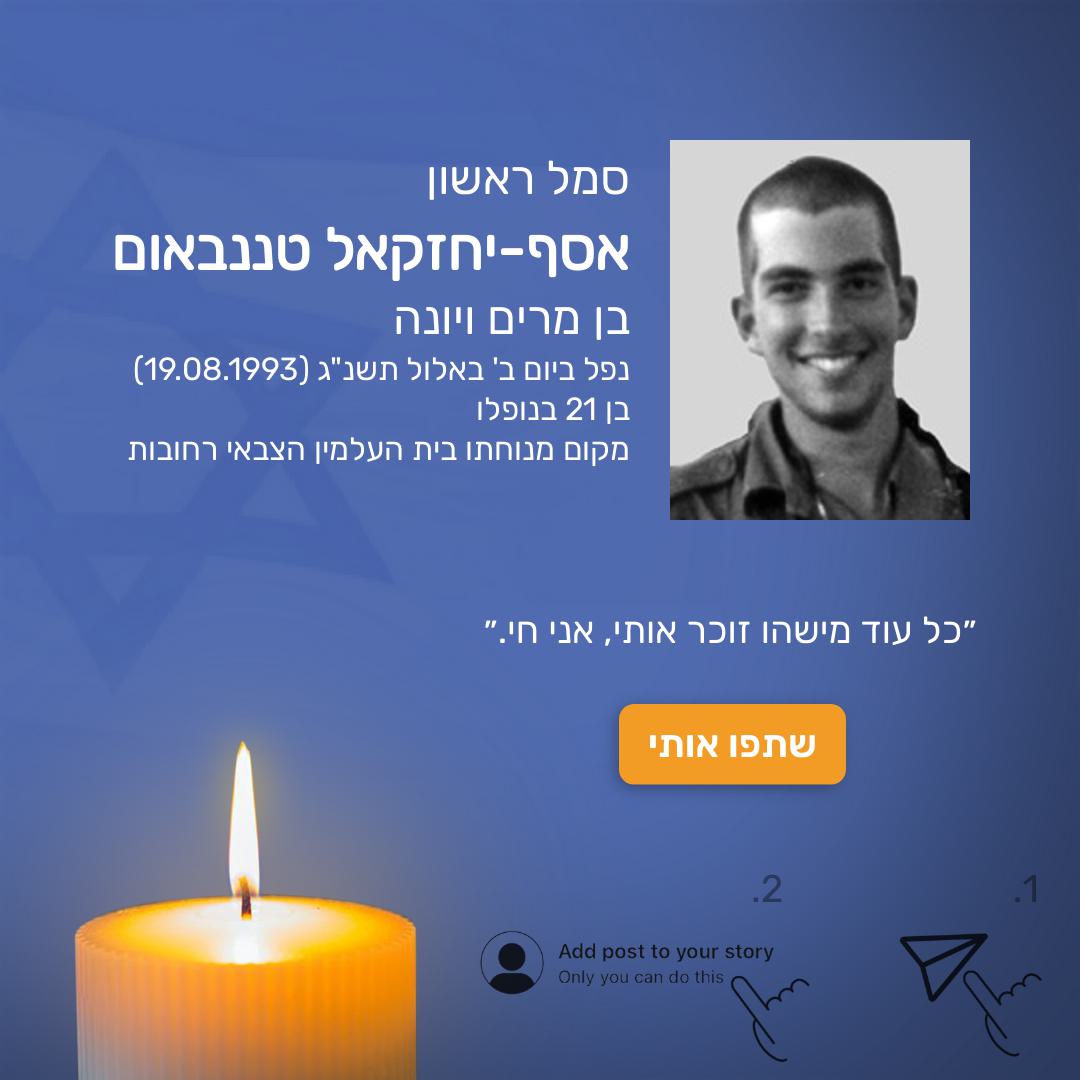 סמל ראשון
אסף-יחזקאל טננבאום
בן מרים ויונה
נפל ביום ב' באלול תשנ"ג (19.08.1993)
בן 21 בנופלו
מקום מנוחתו בית העלמין הצבאי רחובות
״כל עוד מישהו זוכר אותי, אני חי.״
שתפו אותי
1.
2.
Add post to your story
Only you can do this